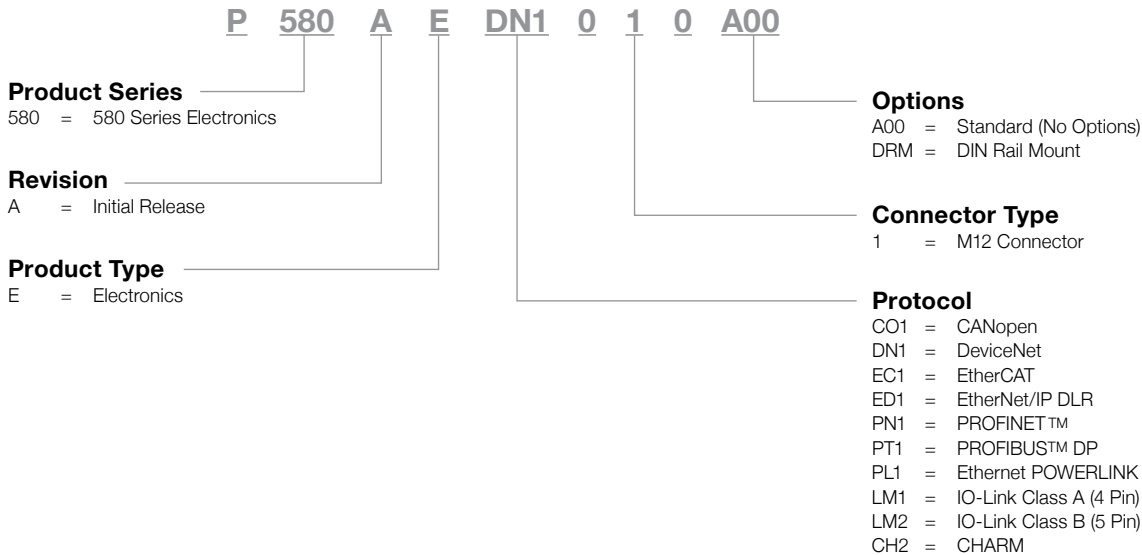 P 580 A E DN1 0 1 0 A00
Product Series
580 = 580 Series Electronics
Revision
A = Initial Release
Product Type
E = Electronics
Options
A00 = Standard (No Options)
DRM = DIN Rail Mount
Connector Type
1 = M12 Connector
Protocol
CO1 = CANopen
DN1 = DeviceNet
EC1 = EtherCAT
ED1 = EtherNet/IP DLR
PN1 = PROFINET™
PT1 = PROFIBUS™ DP
PL1 = Ethernet POWERLINK
LM1 = IO-Link Class A (4 Pin)
LM2 = IO-Link Class B (5 Pin)
CH2 = CHARM